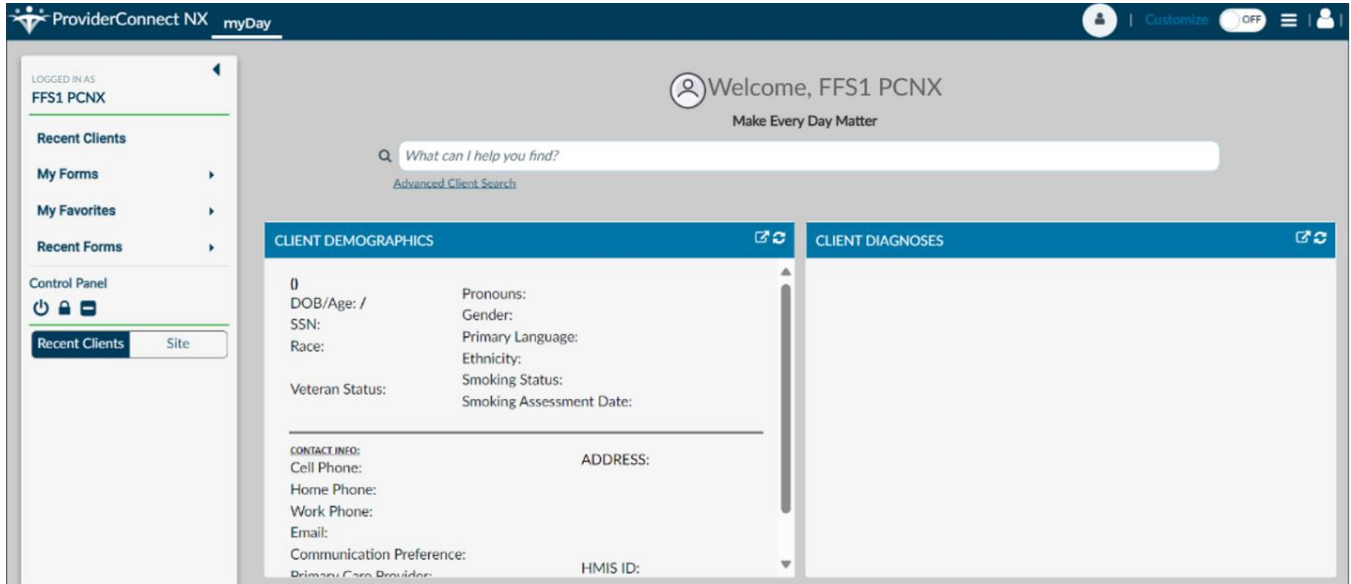 ProviderConnect NX myDay | Customize OFF | |
LOGGED IN AS
FFS1 PCNX
Recent Clients
My Forms
My Favorites
Recent Forms
Control Panel
Recent Clients Site
Welcome, FFS1 PCNX
Make Every Day Matter
What can I help you find?
Advanced Client Search
CLIENT DEMOGRAPHICS
()
DOB/Age: /
SSN:
Race:
Veteran Status:
Pronouns:
Gender:
Primary Language:
Ethnicity:
Smoking Status:
Smoking Assessment Date:
CONTACT INFO:
Cell Phone:
Home Phone:
Work Phone:
Email:
Communication Preference:
Primary Care Provider:
ADDRESS:
HMIS ID:
CLIENT DIAGNOSES